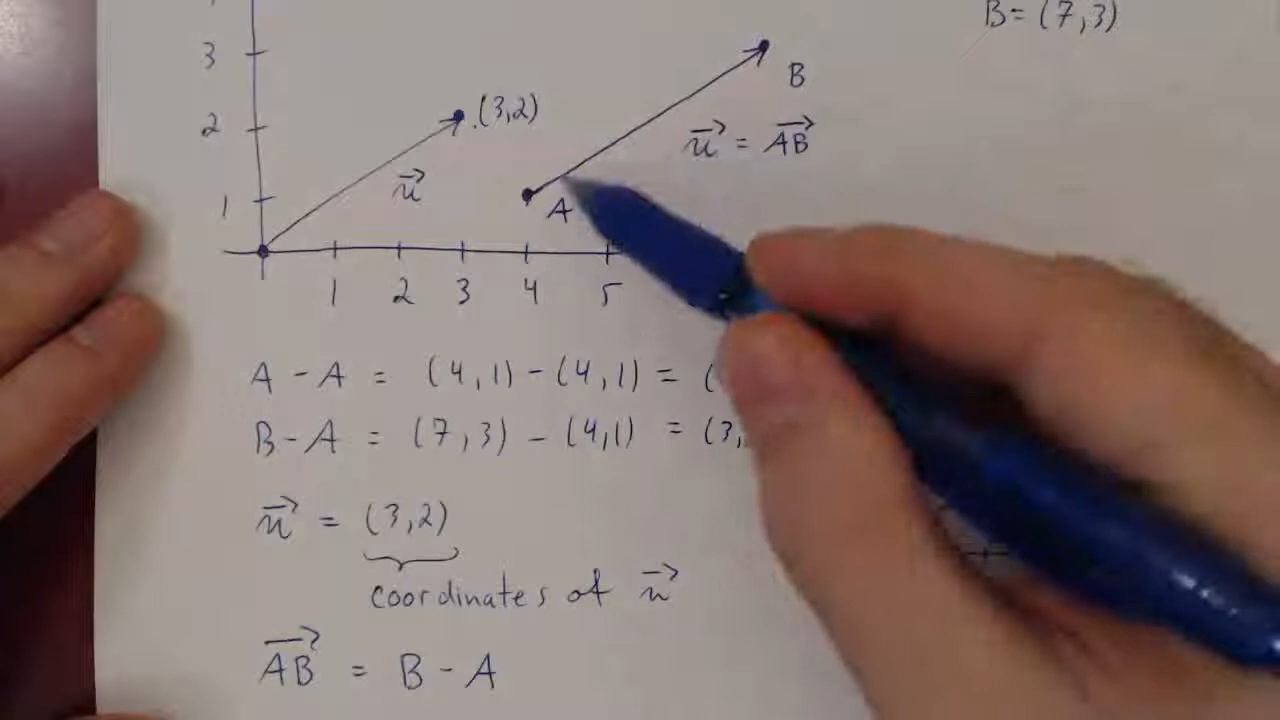 B = (7,3)
3
2
1
(3,2)
B
u⃗ = AB⃗
u⃗
A
1 2 3 4 5
A - A = (4,1) - (4,1) = (
B - A = (7,3) - (4,1) = (3,
u⃗ = (3,2)
coordinates of u⃗
AB⃗ = B - A